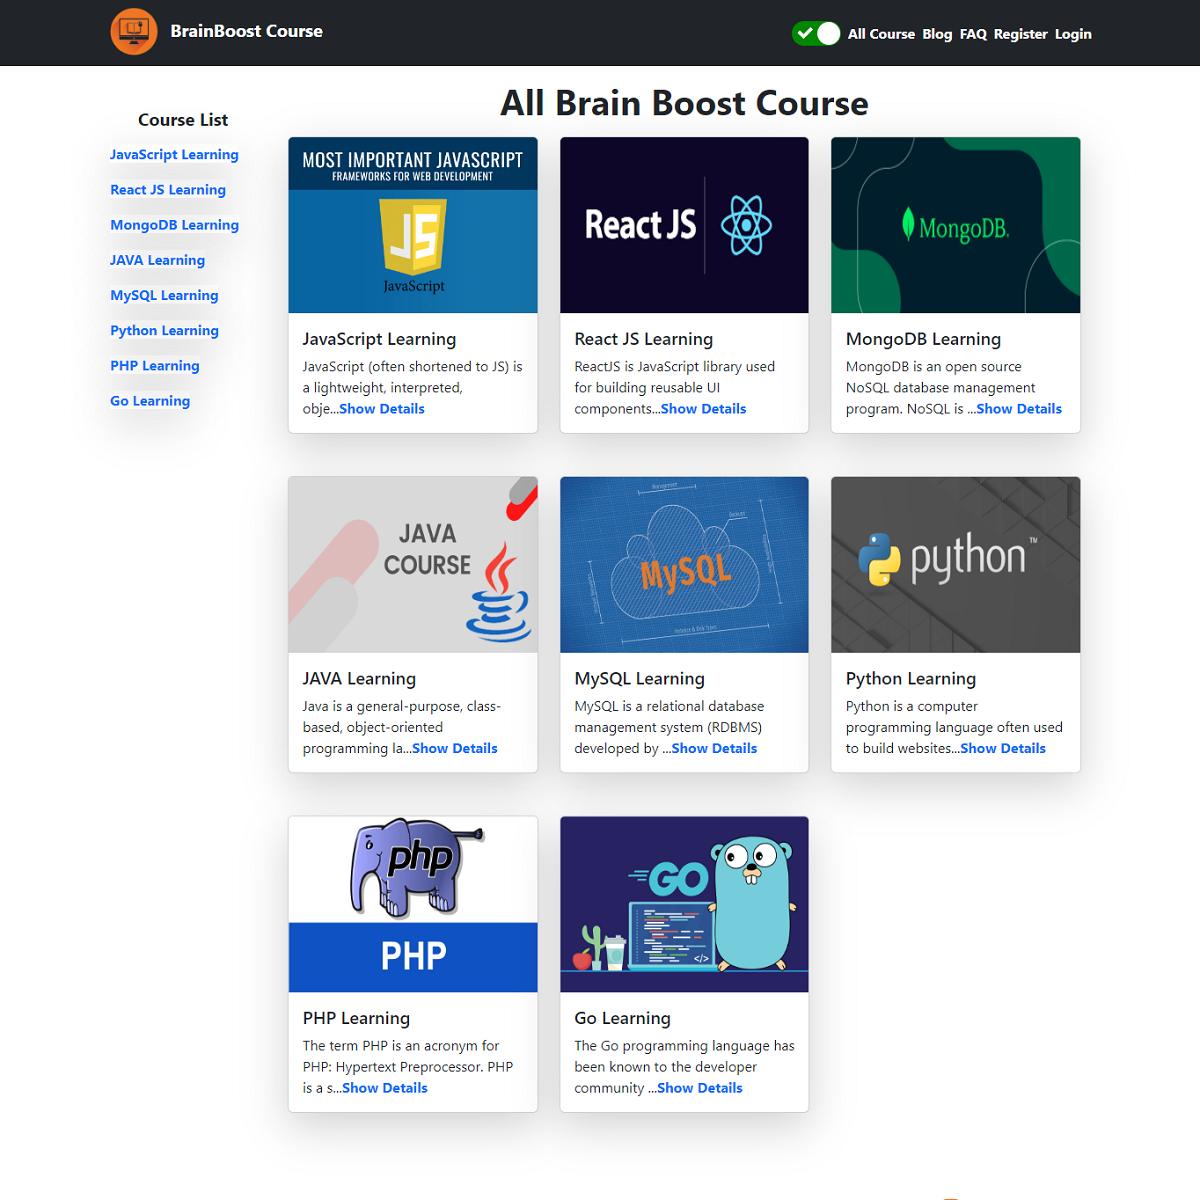 BrainBoost Course
All Course Blog FAQ Register Login
All Brain Boost Course
Course List
JavaScript Learning
React JS Learning
MongoDB Learning
JAVA Learning
MySQL Learning
Python Learning
PHP Learning
Go Learning
MOST IMPORTANT JAVASCRIPT
FRAMEWORKS FOR WEB DEVELOPMENT
JS
JavaScript
JavaScript Learning
JavaScript (often shortened to JS) is
a lightweight, interpreted,
obje...Show Details
React JS
React JS Learning
ReactJS is JavaScript library used
for building reusable UI
components...Show Details
MongoDB.
MongoDB Learning
MongoDB is an open source
NoSQL database management
program. NoSQL is ...Show Details
JAVA
COURSE
JAVA Learning
Java is a general-purpose, class-
based, object-oriented
programming la...Show Details
MySQL
MySQL Learning
MySQL is a relational database
management system (RDBMS)
developed by ...Show Details
python™
Python Learning
Python is a computer
programming language often used
to build websites...Show Details
php
PHP
PHP Learning
The term PHP is an acronym for
PHP: Hypertext Preprocessor. PHP
is a s...Show Details
GO
</>
Go Learning
The Go programming language has
been known to the developer
community ...Show Details